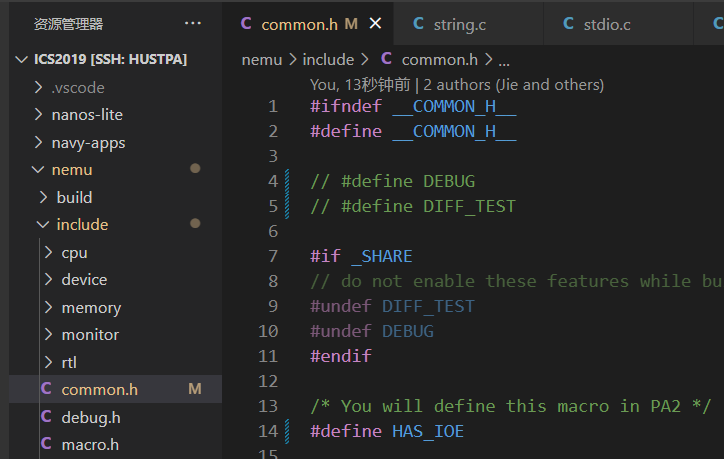 资源管理器 ...
ICS2019 [SSH: HUSTPA]
.vscode
nanos-lite
navy-apps
nemu
build
include
cpu
device
memory
monitor
rtl
C common.h M
C debug.h
C macro.h
C common.h M
C string.c
C stdio.c
C
nemu > include > C common.h > ...
You, 13秒钟前 | 2 authors (Jie and others)
1 #ifndef __COMMON_H__
2 #define __COMMON_H__
3
4 // #define DEBUG
5 // #define DIFF_TEST
6
7 #if _SHARE
8 // do not enable these features while bu
9 #undef DIFF_TEST
10 #undef DEBUG
11 #endif
12
13 /* You will define this macro in PA2 */
14 #define HAS_IOE
15